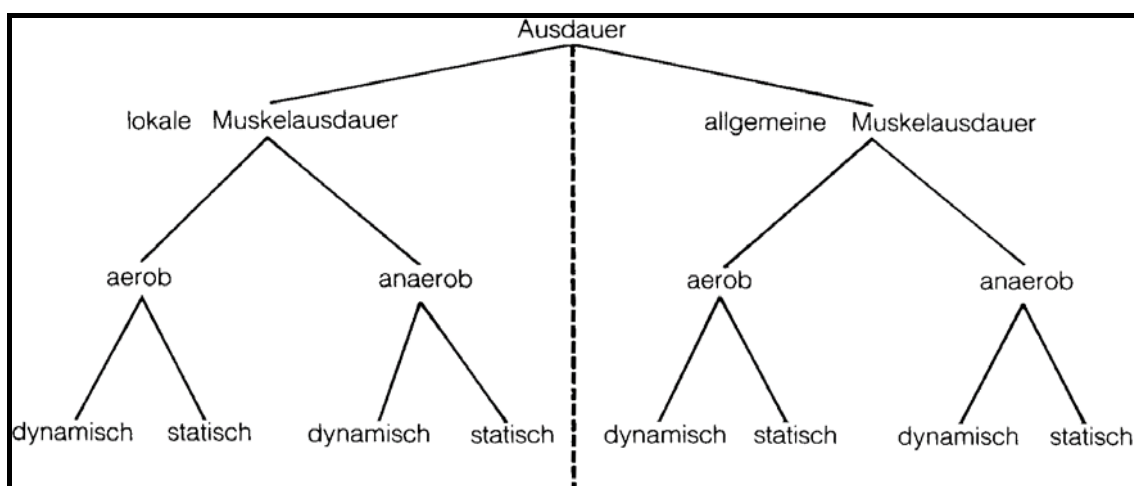 Ausdauer
lokale Muskelausdauer allgemeine Muskelausdauer
aerob anaerob aerob anaerob
dynamisch statisch dynamisch statisch dynamisch statisch dynamisch statisch